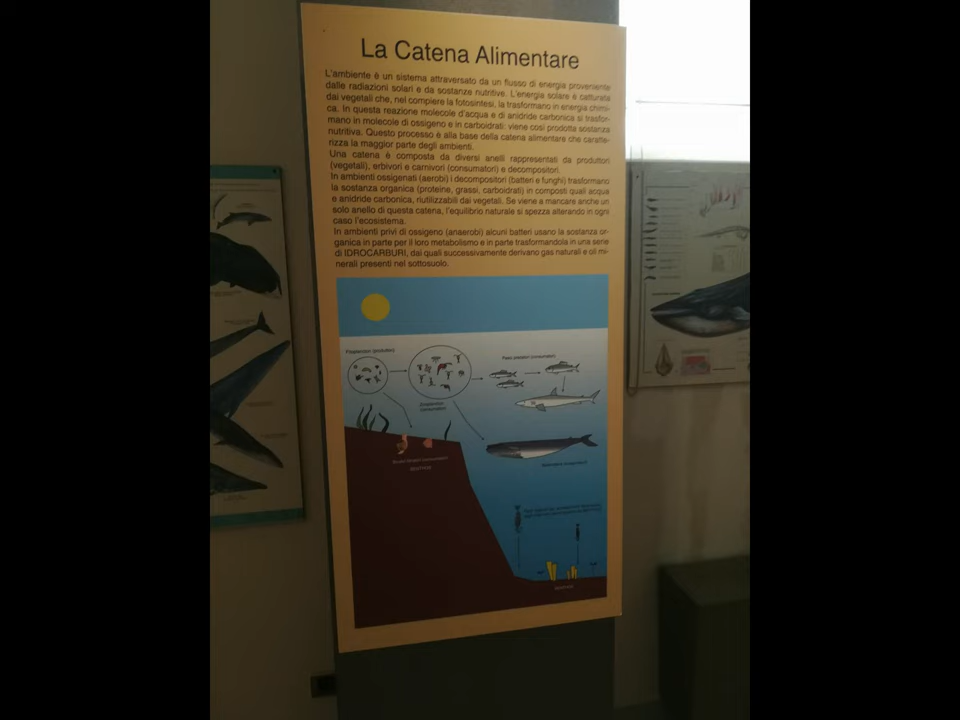 La Catena Alimentare
L'ambiente è un sistema attraversato da un flusso di energia proveniente
dalle radiazioni solari e da sostanze nutritive. L'energia solare è catturata
dai vegetali che, nel compiere la fotosintesi, la trasformano in energia chimi-
ca. In questa reazione molecole d'acqua e di anidride carbonica si trasfor-
mano in molecole di ossigeno e in carboidrati: viene così prodotta sostanza
nutritiva. Questo processo è alla base della catena alimentare che caratte-
rizza la maggior parte degli ambienti.
Una catena è composta da diversi anelli rappresentati da produttori
(vegetali), erbivori e carnivori (consumatori) e decompositori.
In ambienti ossigenati (aerobi) i decompositori (batteri e funghi) trasformano
la sostanza organica (proteine, grassi, carboidrati) in composti quali acqua
e anidride carbonica, riutilizzabili dai vegetali. Se viene a mancare anche un
solo anello di questa catena, l'equilibrio naturale si spezza alterando in ogni
caso l'ecosistema.
In ambienti privi di ossigeno (anaerobi) alcuni batteri usano la sostanza or-
ganica in parte per il loro metabolismo e in parte trasformandola in una serie
di IDROCARBURI, dai quali successivamente derivano gas naturali e oli mi-
nerali presenti nel sottosuolo.
Fitoplancton (produttori)
Pesci predatori (consumatori)
Zooplancton
(consumatori)